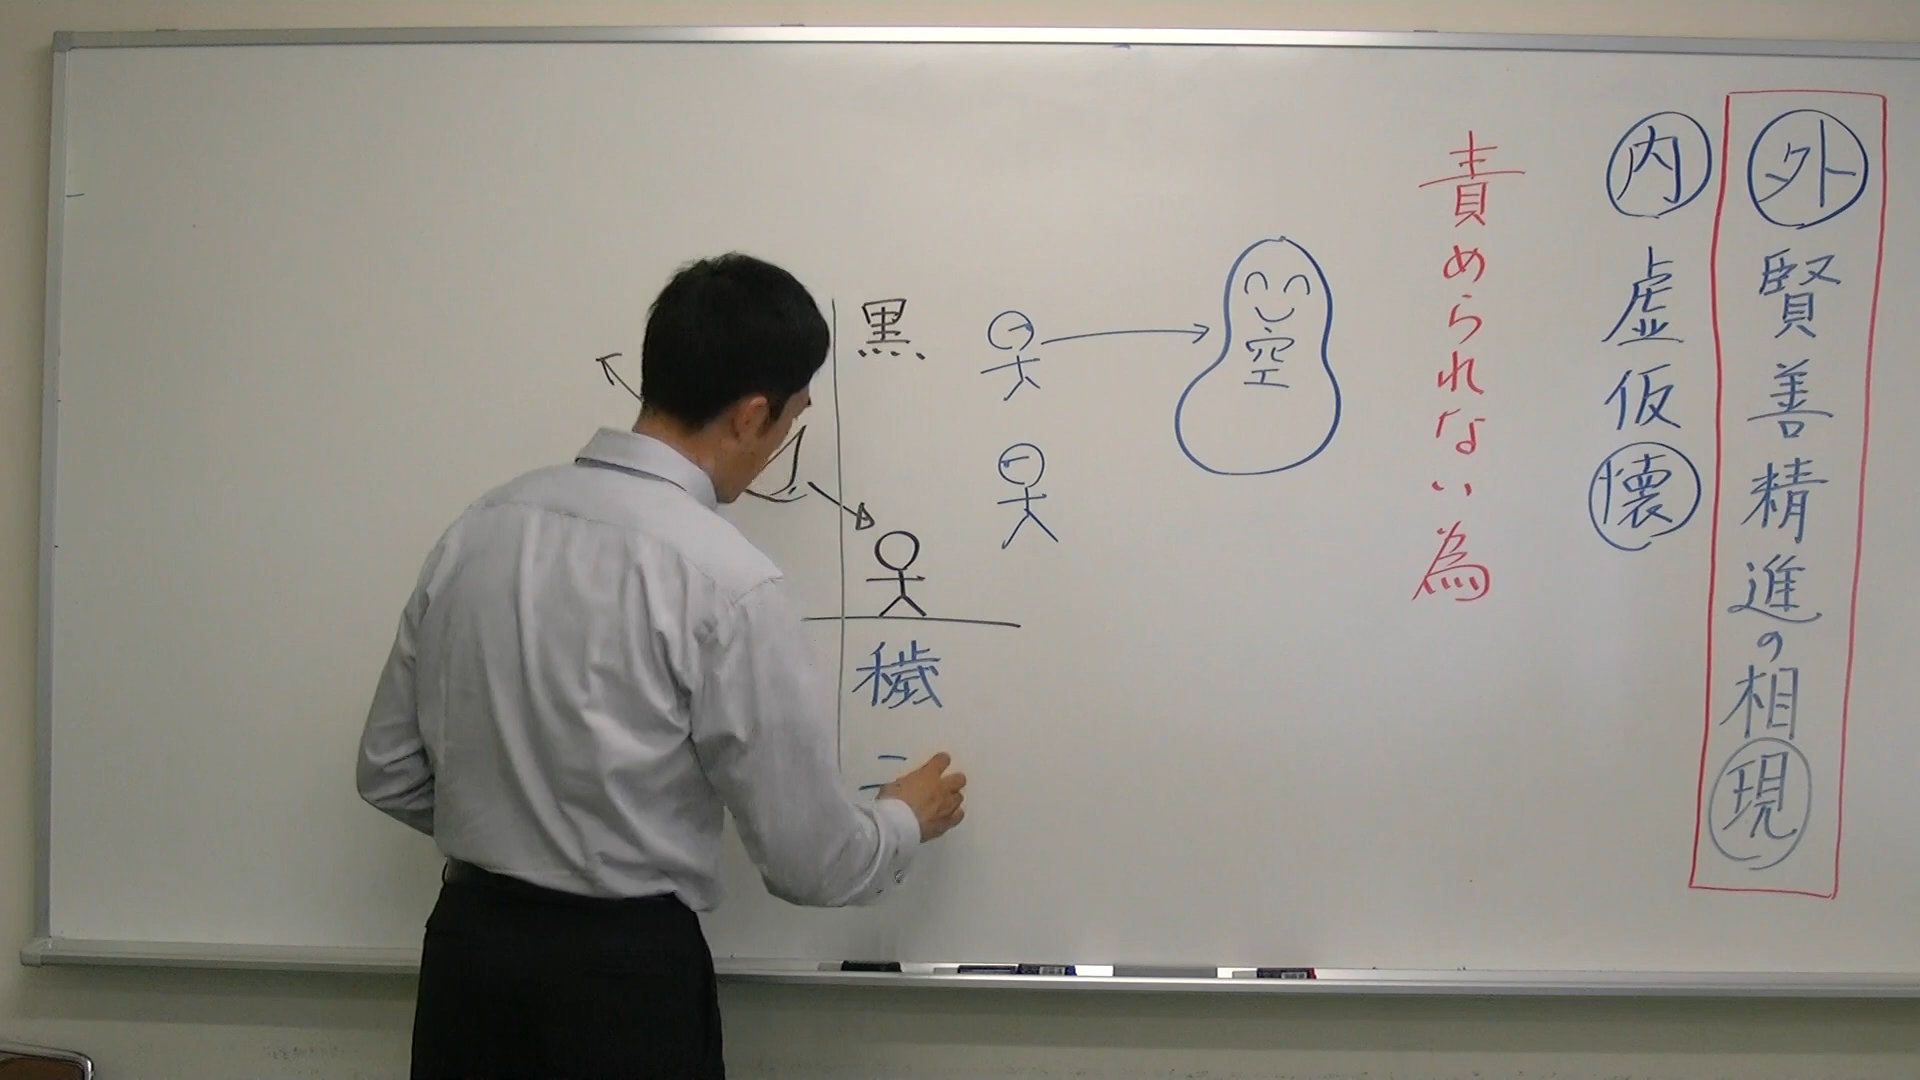 外賢善精進の相現
内虚仮懐
責められない為
空
黒
穢